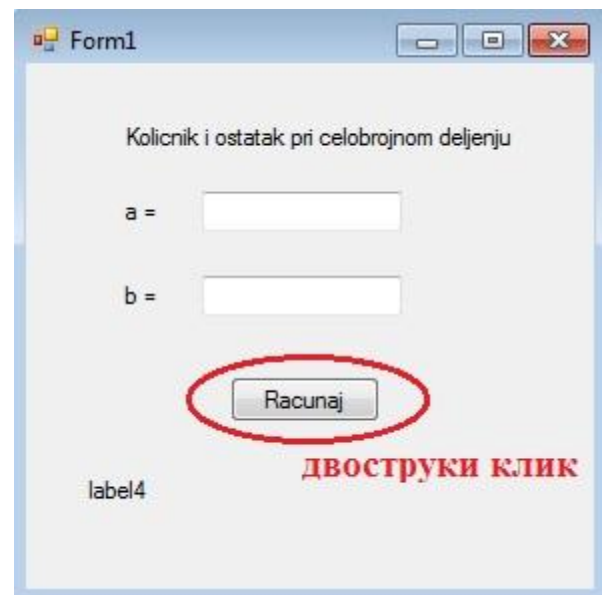 Form1
Kolicnik i ostatak pri celobrojnom deljenju
a =
b =
Racunaj
двоструки клик
label4